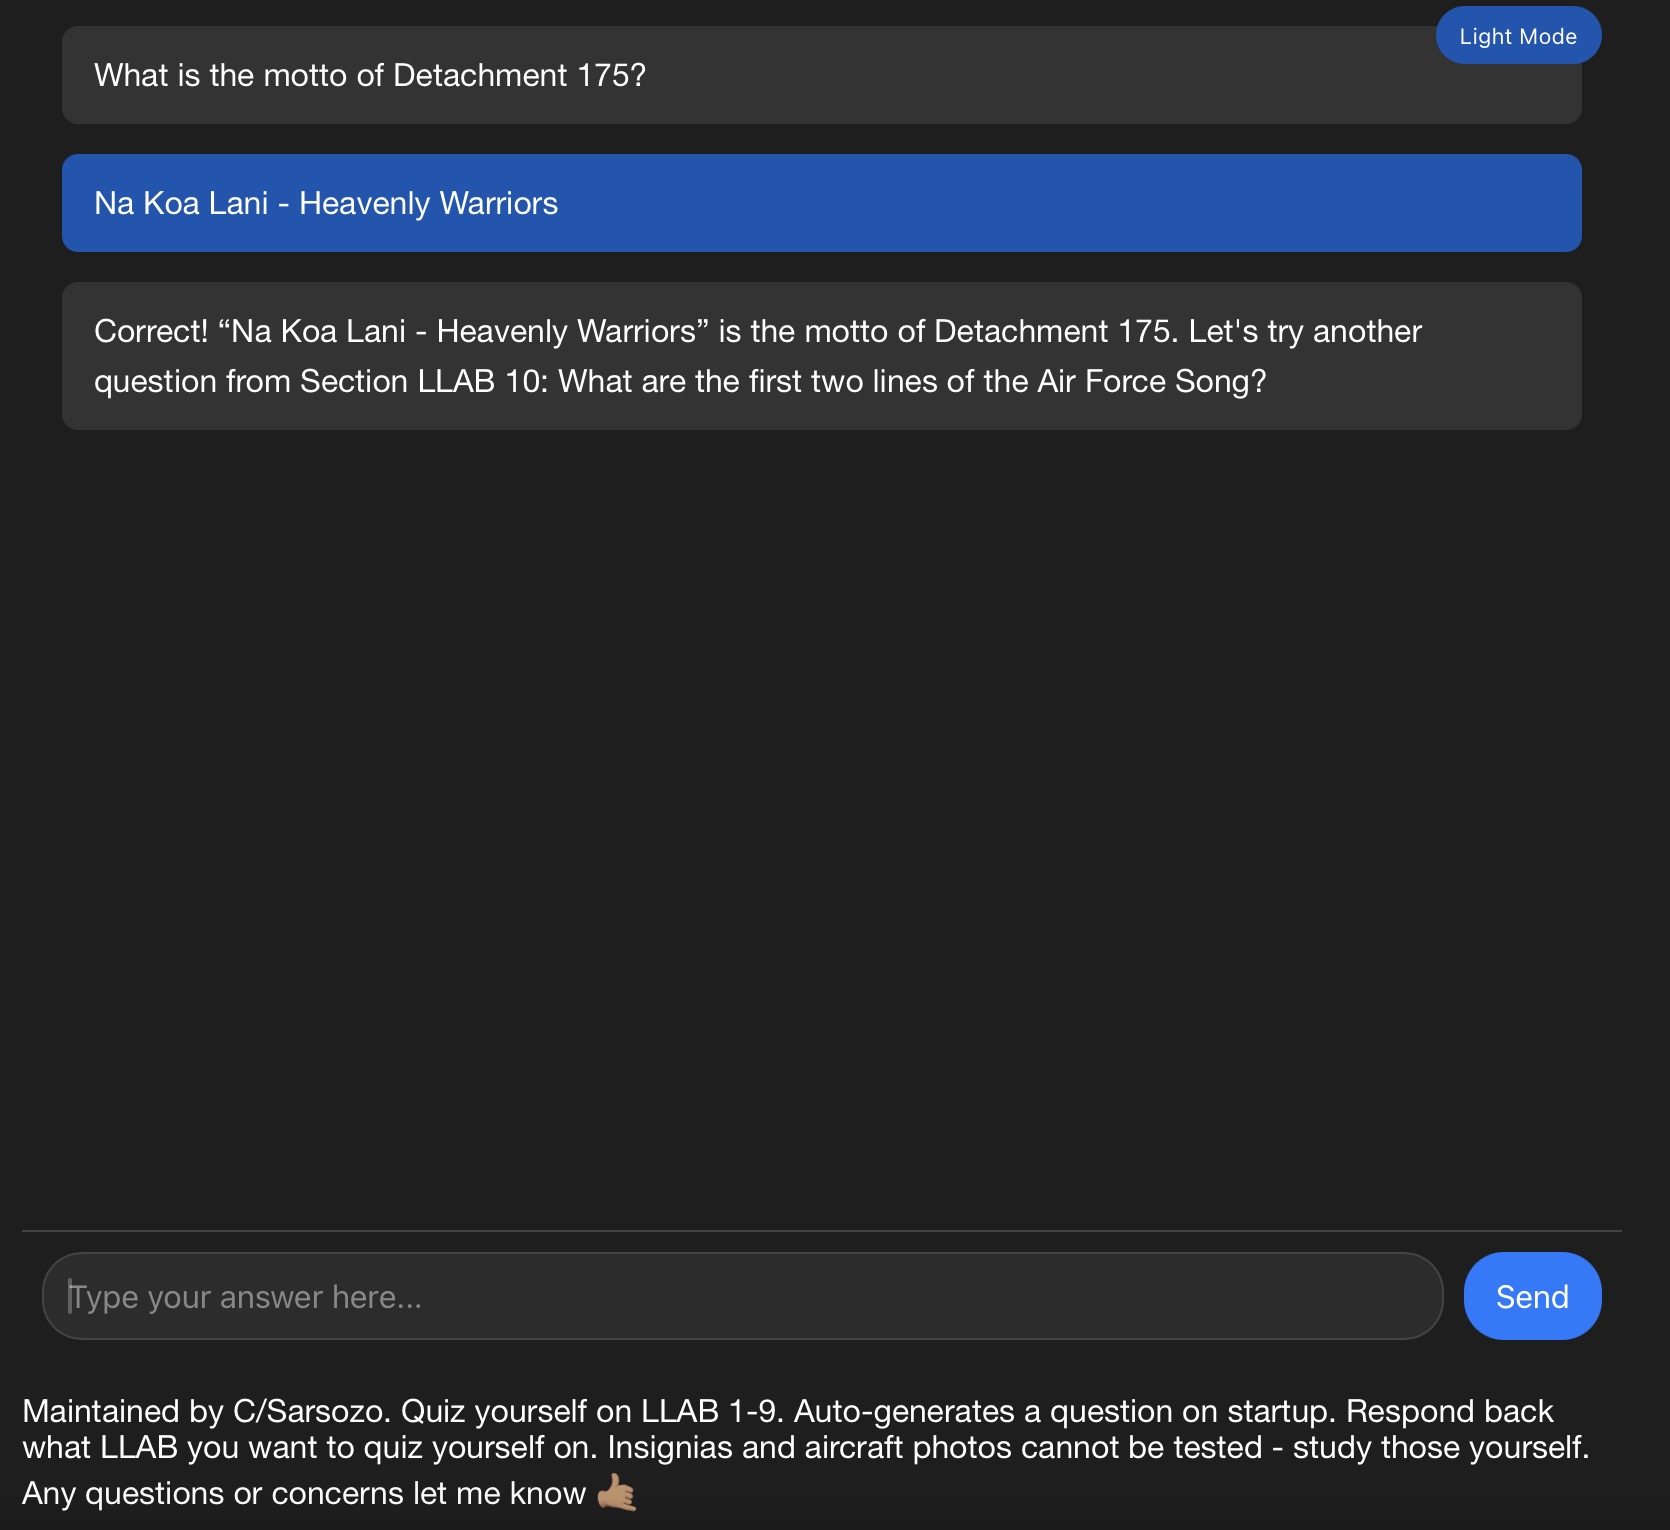 Light Mode
What is the motto of Detachment 175?
Na Koa Lani - Heavenly Warriors
Correct! “Na Koa Lani - Heavenly Warriors” is the motto of Detachment 175. Let's try another
question from Section LLAB 10: What are the first two lines of the Air Force Song?
Type your answer here...
Send
Maintained by C/Sarsozo. Quiz yourself on LLAB 1-9. Auto-generates a question on startup. Respond back
what LLAB you want to quiz yourself on. Insignias and aircraft photos cannot be tested - study those yourself.
Any questions or concerns let me know 🤙🏽